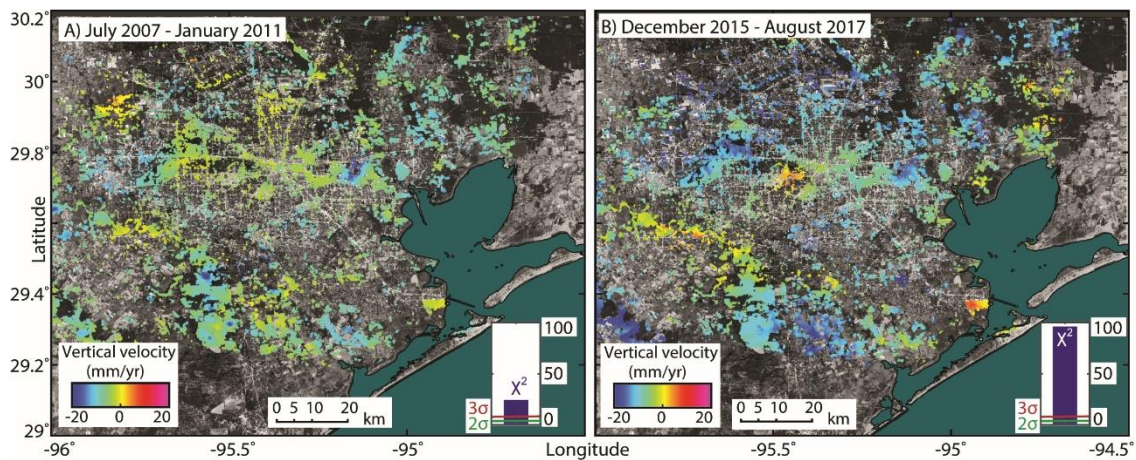 A) July 2007 - January 2011
B) December 2015 - August 2017
30.2°
30°
29.8°
29.6°
29.4°
29.2°
29°
Latitude
Vertical velocity
(mm/yr)
-20 0 20
0 5 10 20
km
X²
3σ
2σ
100
50
0
Vertical velocity
(mm/yr)
-20 0 20
0 5 10 20
km
X²
3σ
2σ
100
50
0
-96° -95.5° -95° Longitude -95.5° -95° -94.5°